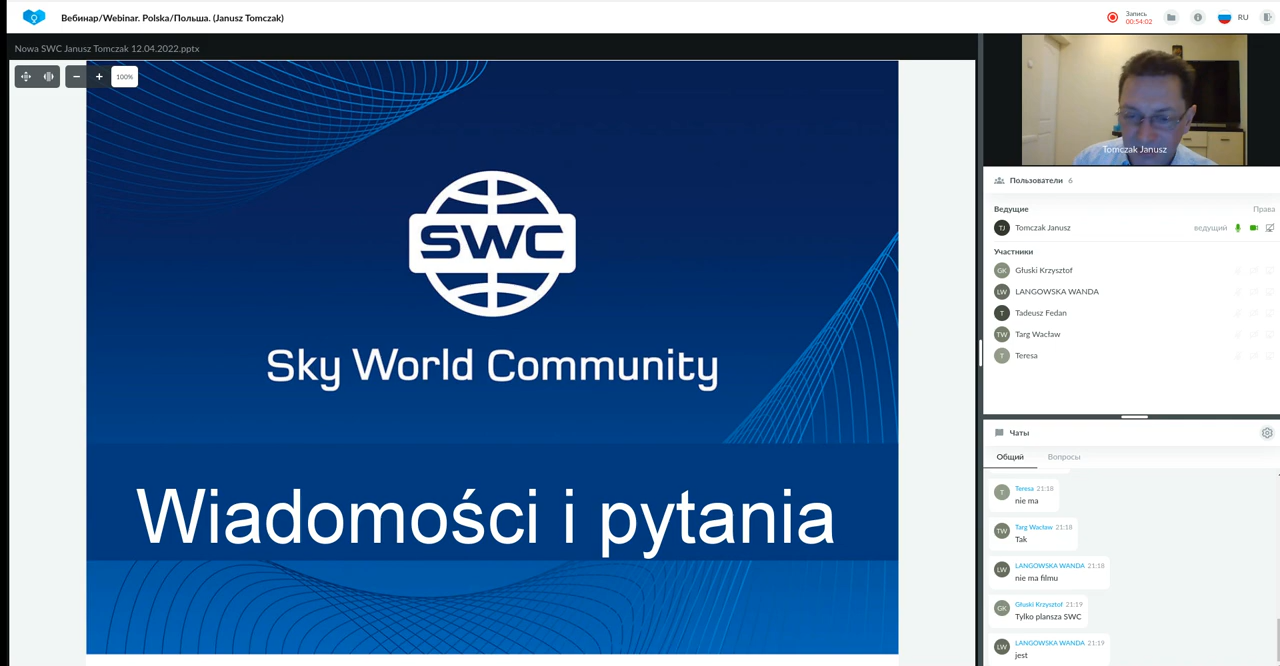 Вебинар/Webinar. Polska/Польша. (Janusz Tomczak)
Запись
00:54:02
RU
Nowa SWC Janusz Tomczak 12.04.2022.pptx
100%
SWC
Sky World Community
Wiadomości i pytania
Tomczak Janusz
Пользователи 6
Ведущие Права
TJ Tomczak Janusz ведущий
Участники
GK Głuski Krzysztof
LW LANGOWSKA WANDA
T Tadeusz Fedan
TW Targ Wacław
T Teresa
Чаты
Общий Вопросы
T Teresa 21:18
nie ma
TW Targ Wacław 21:18
Tak
LW LANGOWSKA WANDA 21:18
nie ma filmu
GK Głuski Krzysztof 21:19
Tylko plansza SWC
LW LANGOWSKA WANDA 21:19
jest